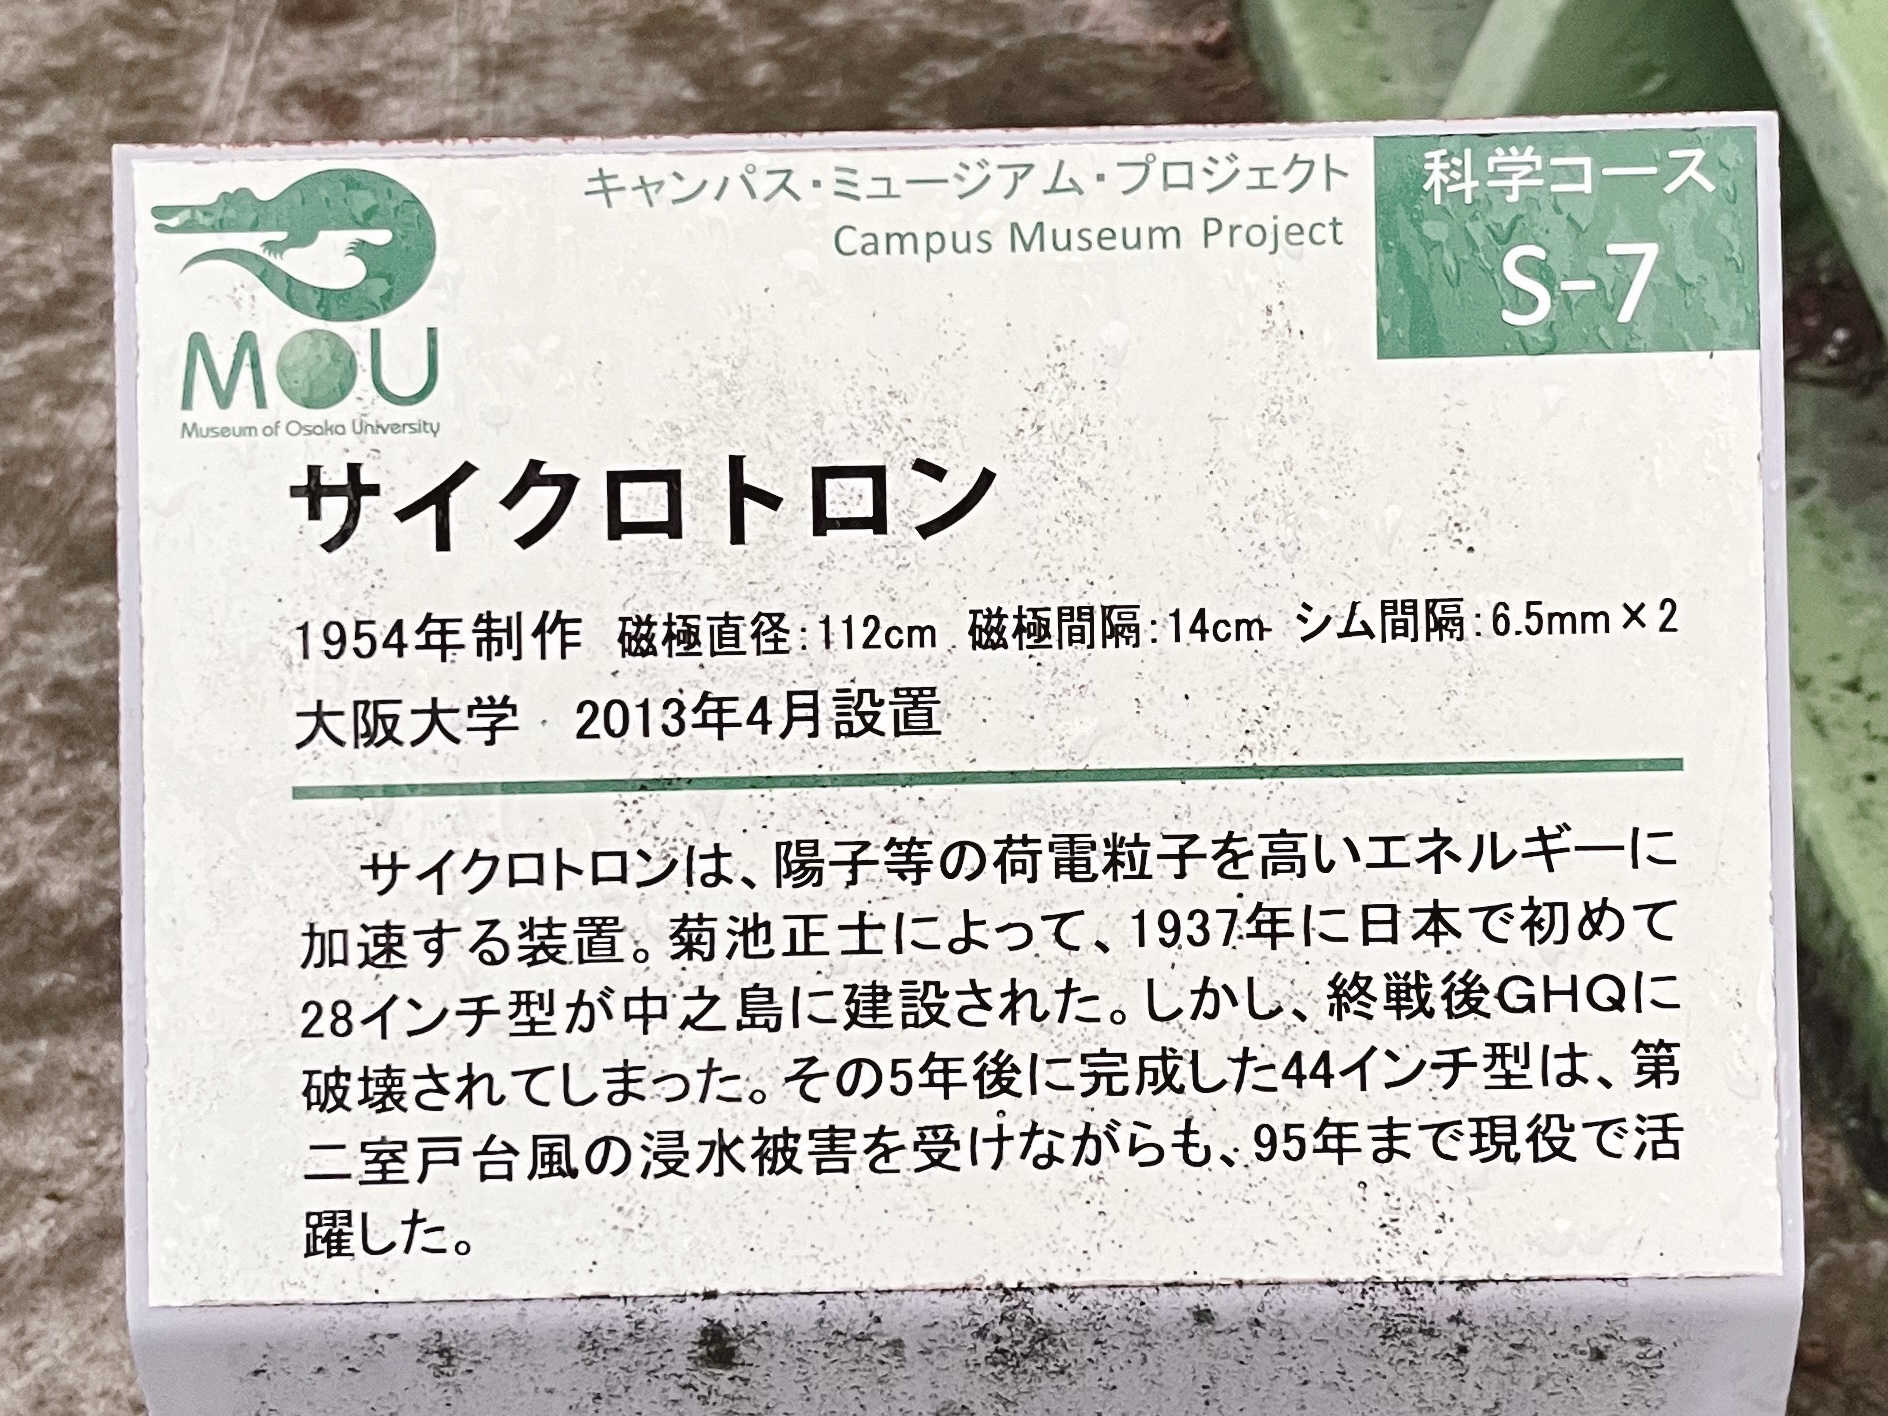 キャンパス・ミュージアム・プロジェクト
Campus Museum Project
科学コース
S-7
MOU
Museum of Osaka University
サイクロトロン
1954年制作 磁極直径:112cm 磁極間隔:14cm シム間隔:6.5mm×2
大阪大学 2013年4月設置
サイクロトロンは、陽子等の荷電粒子を高いエネルギーに
加速する装置。菊池正士によって、1937年に日本で初めて
28インチ型が中之島に建設された。しかし、終戦後GHQに
破壊されてしまった。その5年後に完成した44インチ型は、第
二室戸台風の浸水被害を受けながらも、95年まで現役で活
躍した。